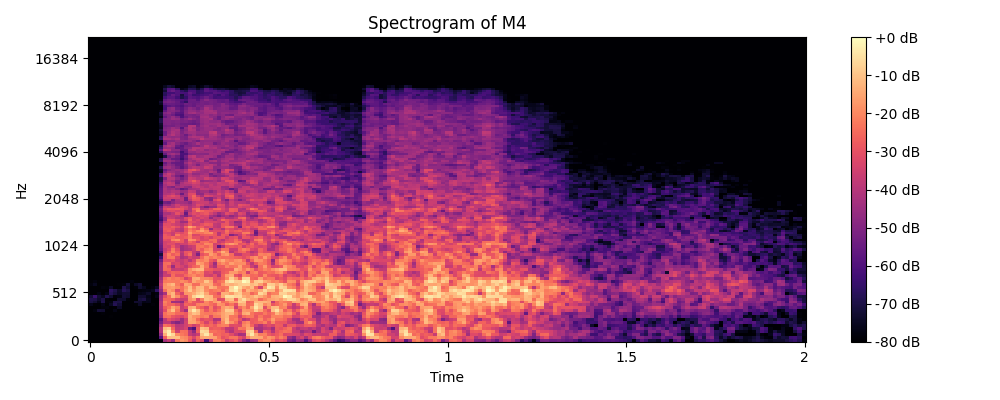 Spectrogram of M4
Hz
16384
8192
4096
2048
1024
512
0
0
0.5
1
1.5
2
Time
+0 dB
-10 dB
-20 dB
-30 dB
-40 dB
-50 dB
-60 dB
-70 dB
-80 dB